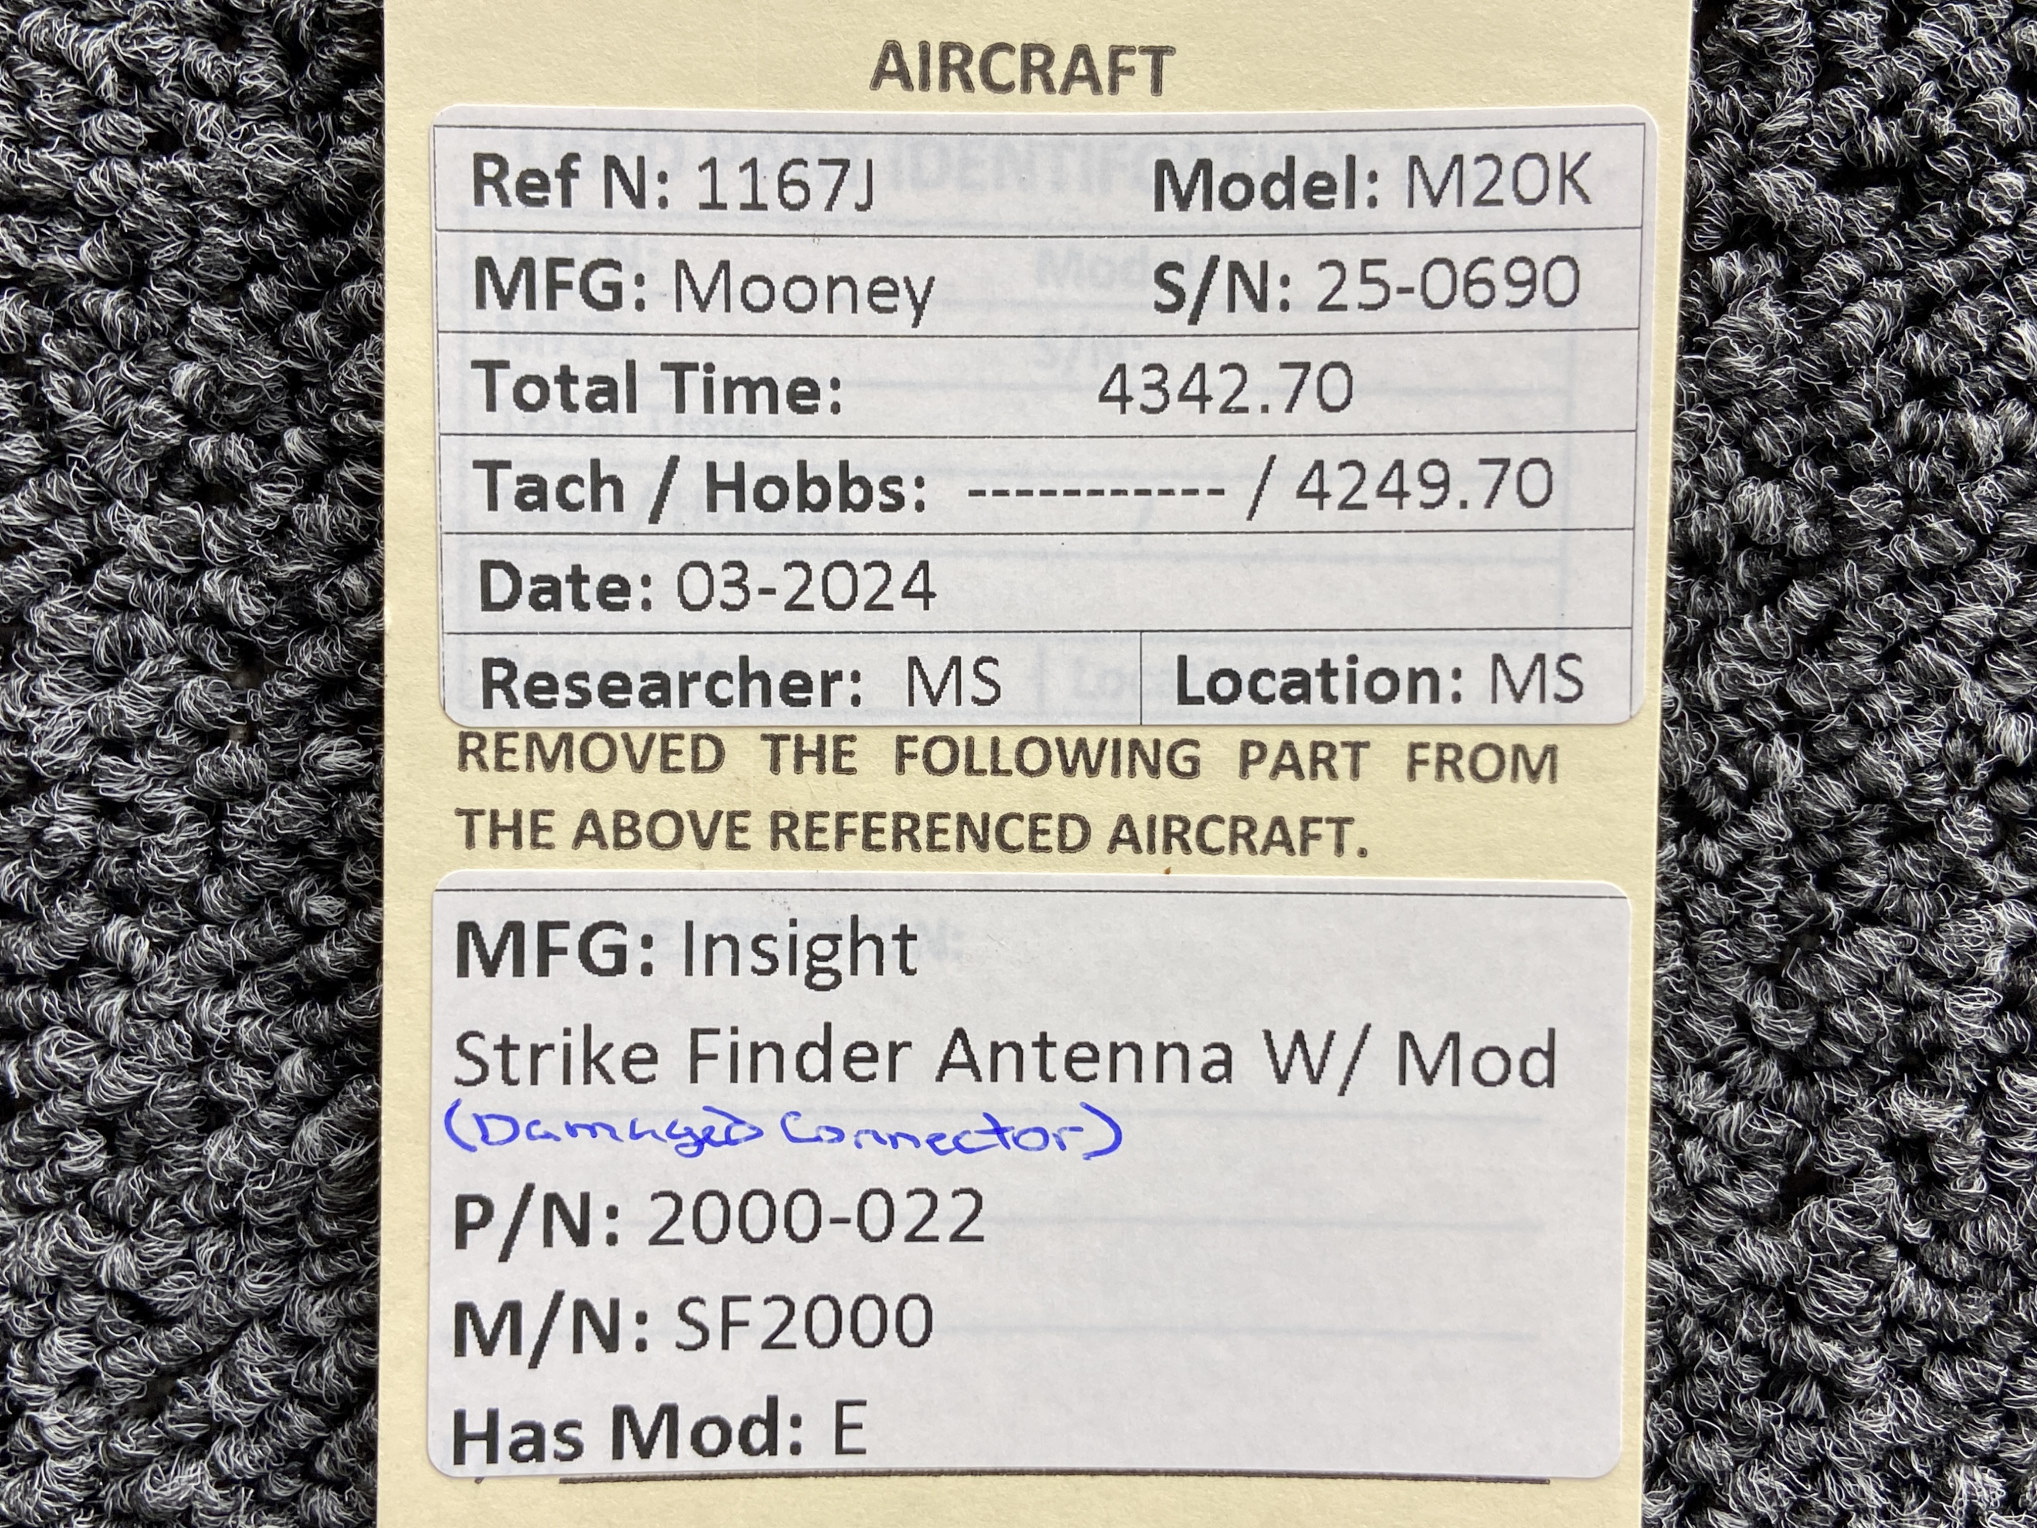 AIRCRAFT
Ref N: 1167J Model: M20K
MFG: Mooney S/N: 25-0690
Total Time: 4342.70
Tach / Hobbs: ----------- / 4249.70
Date: 03-2024
Researcher: MS Location: MS
REMOVED THE FOLLOWING PART FROM
THE ABOVE REFERENCED AIRCRAFT.
MFG: Insight
Strike Finder Antenna W/ Mod
(Damaged Connector)
P/N: 2000-022
M/N: SF2000
Has Mod: E